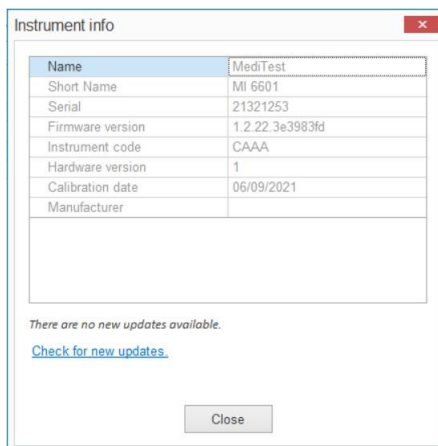 Instrument info
Name MediTest
Short Name MI 6601
Serial 21321253
Firmware version 1.2.22.3e3983fd
Instrument code CAAA
Hardware version 1
Calibration date 06/09/2021
Manufacturer
There are no new updates available.
Check for new updates.
Close